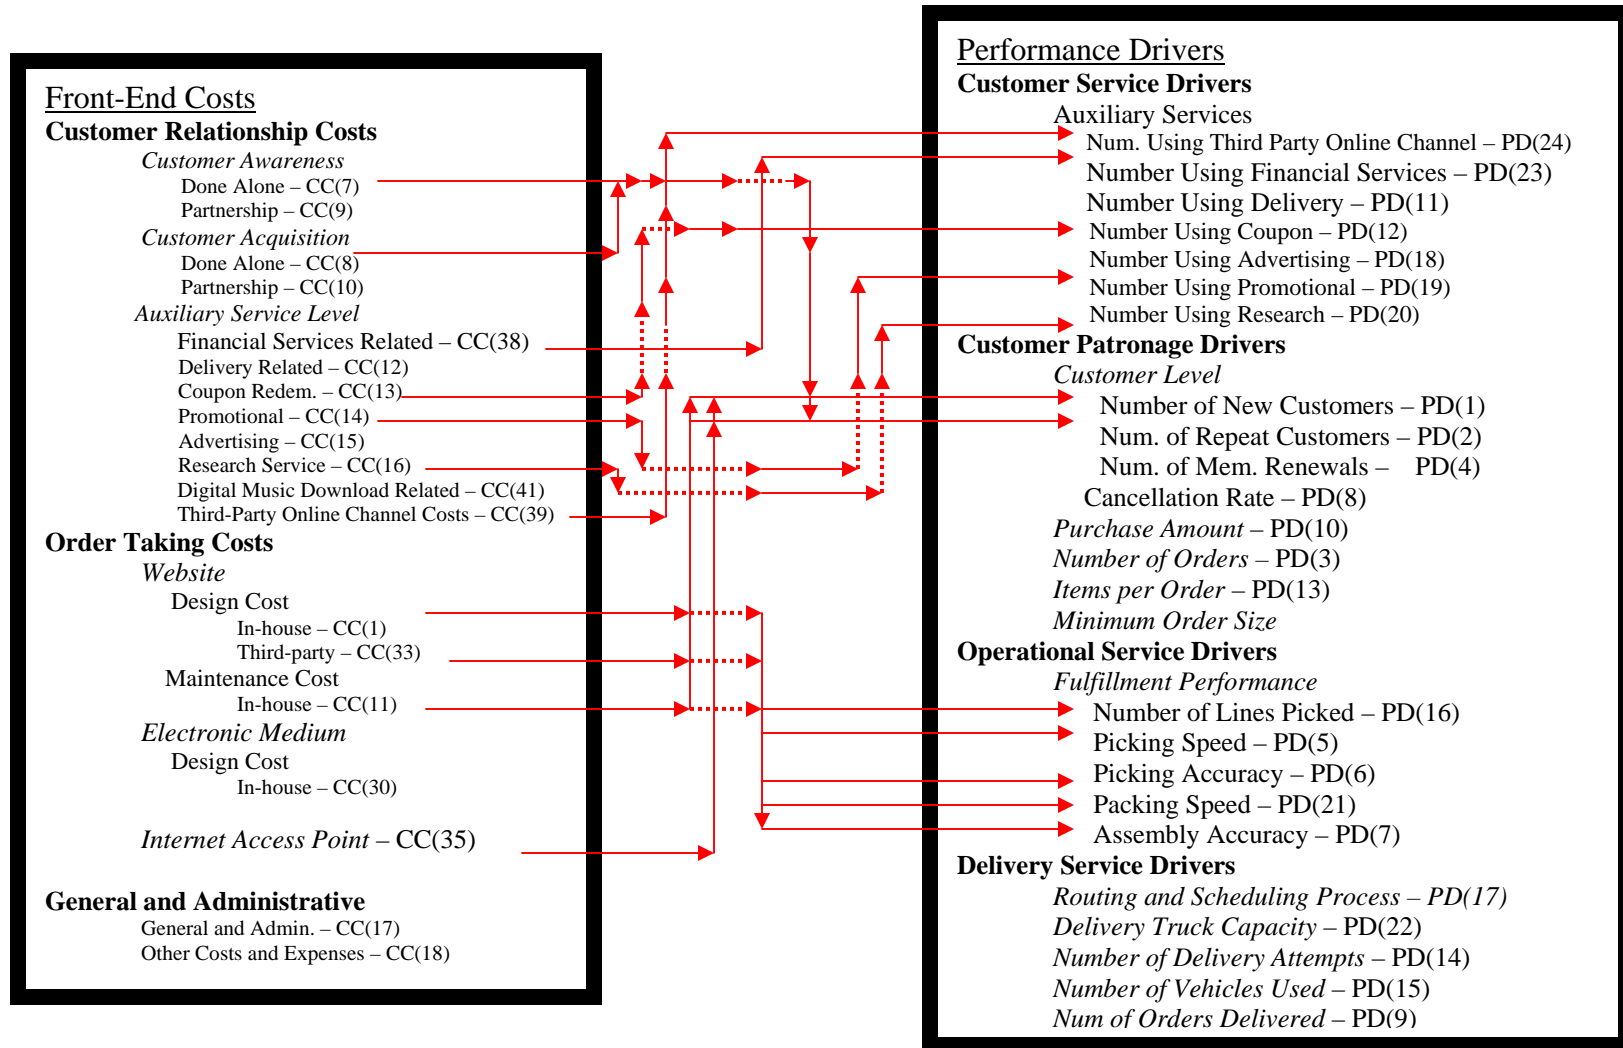 Front-End Costs
Customer Relationship Costs
Customer Awareness
Done Alone – CC(7)
Partnership – CC(9)
Customer Acquisition
Done Alone – CC(8)
Partnership – CC(10)
Auxiliary Service Level
Financial Services Related – CC(38)
Delivery Related – CC(12)
Coupon Redem. – CC(13)
Promotional – CC(14)
Advertising – CC(15)
Research Service – CC(16)
Digital Music Download Related – CC(41)
Third-Party Online Channel Costs – CC(39)
Order Taking Costs
Website
Design Cost
In-house – CC(1)
Third-party – CC(33)
Maintenance Cost
In-house – CC(11)
Electronic Medium
Design Cost
In-house – CC(30)
Internet Access Point – CC(35)
General and Administrative
General and Admin. – CC(17)
Other Costs and Expenses – CC(18)
Performance Drivers
Customer Service Drivers
Auxiliary Services
Num. Using Third Party Online Channel – PD(24)
Number Using Financial Services – PD(23)
Number Using Delivery – PD(11)
Number Using Coupon – PD(12)
Number Using Advertising – PD(18)
Number Using Promotional – PD(19)
Number Using Research – PD(20)
Customer Patronage Drivers
Customer Level
Number of New Customers – PD(1)
Num. of Repeat Customers – PD(2)
Num. of Mem. Renewals – PD(4)
Cancellation Rate – PD(8)
Purchase Amount – PD(10)
Number of Orders – PD(3)
Items per Order – PD(13)
Minimum Order Size
Operational Service Drivers
Fulfillment Performance
Number of Lines Picked – PD(16)
Picking Speed – PD(5)
Picking Accuracy – PD(6)
Packing Speed – PD(21)
Assembly Accuracy – PD(7)
Delivery Service Drivers
Routing and Scheduling Process – PD(17)
Delivery Truck Capacity – PD(22)
Number of Delivery Attempts – PD(14)
Number of Vehicles Used – PD(15)
Num of Orders Delivered – PD(9)